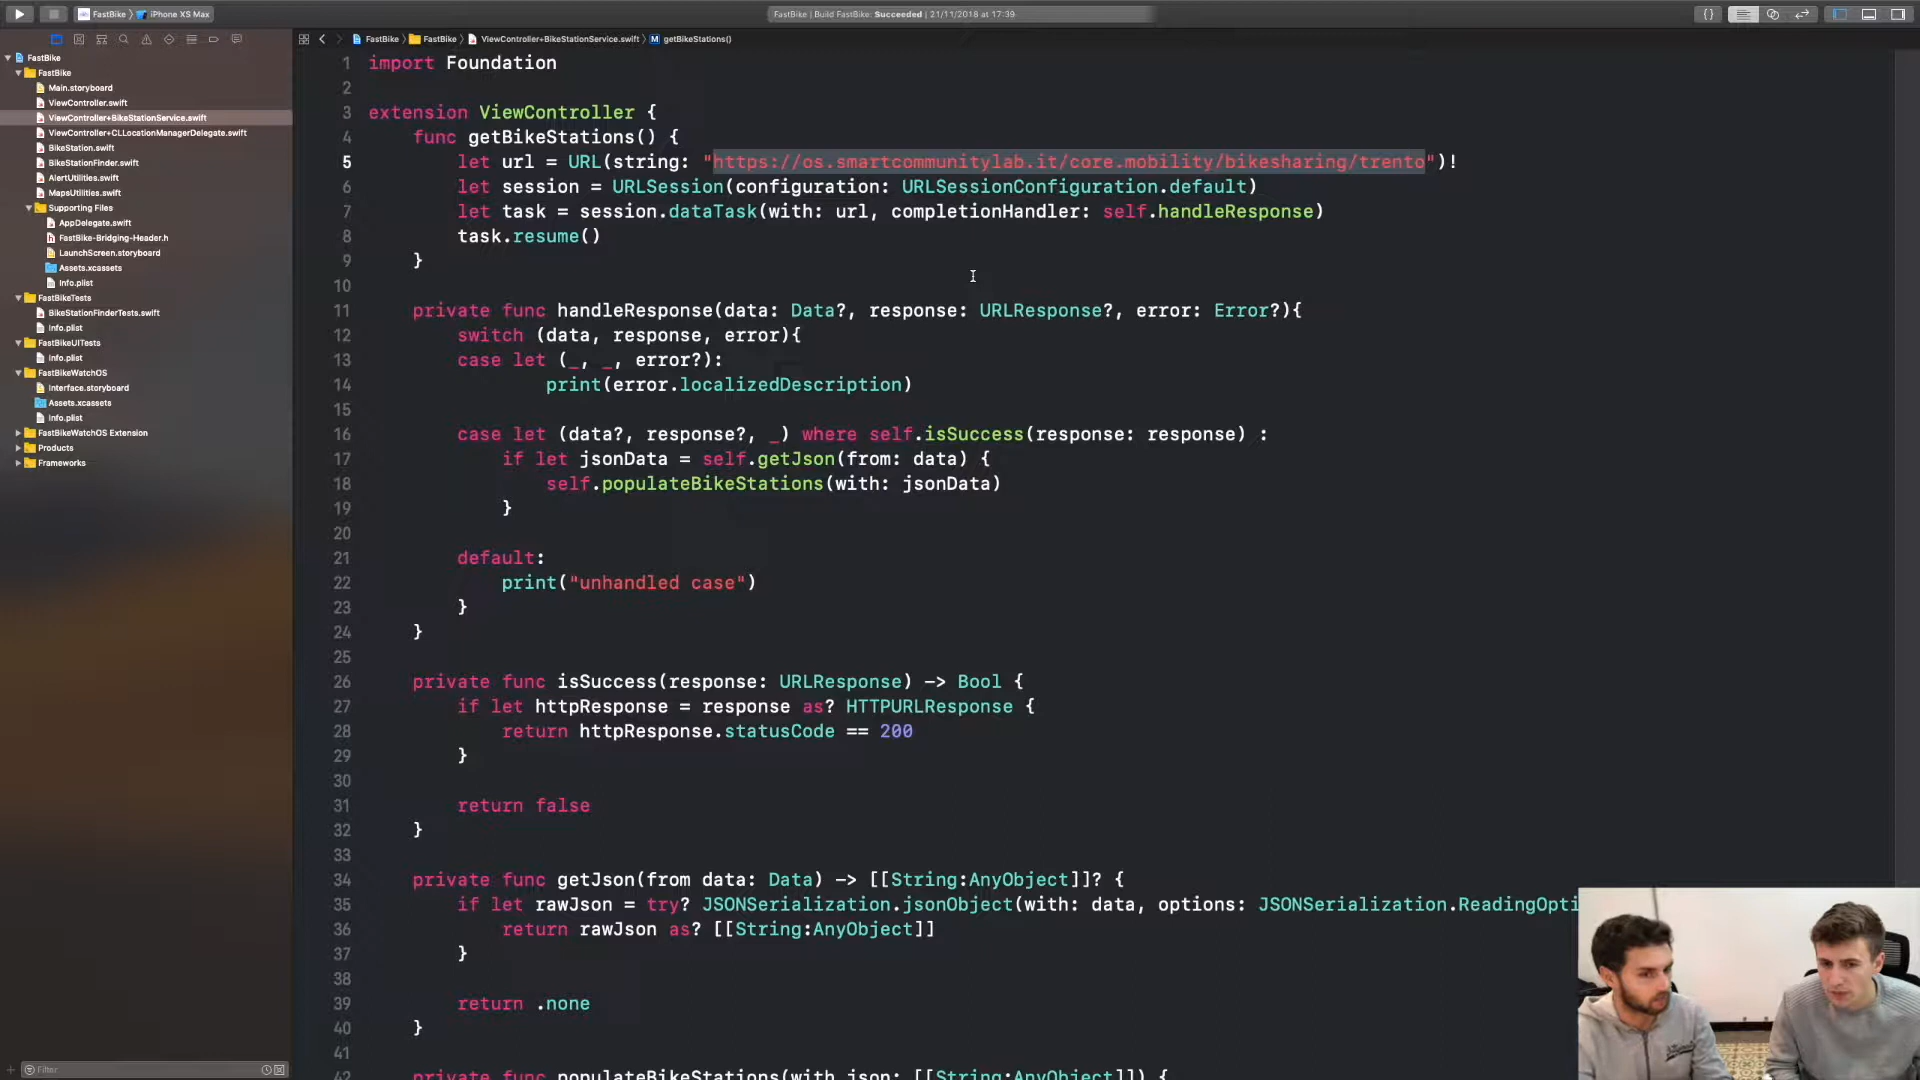 FastBike
iPhone XS Max
FastBike | Build FastBike: Succeeded | 21/11/2018 at 17:39
FastBike
FastBike
Main.storyboard
ViewController.swift
ViewController+BikeStationService.swift
ViewController+CLLocationManagerDelegate.swift
BikeStation.swift
BikeStationFinder.swift
AlertUtilities.swift
MapsUtilities.swift
Supporting Files
AppDelegate.swift
FastBike-Bridging-Header.h
LaunchScreen.storyboard
Assets.xcassets
Info.plist
FastBikeTests
BikeStationFinderTests.swift
Info.plist
FastBikeUITests
Info.plist
FastBikeWatchOS
Interface.storyboard
Assets.xcassets
Info.plist
FastBikeWatchOS Extension
Products
Frameworks
Filter
FastBike FastBike ViewController+BikeStationService.swift M getBikeStations()
1 import Foundation
2
3 extension ViewController {
4 func getBikeStations() {
5 let url = URL(string: "https://os.smartcommunitylab.it/core.mobility/bikesharing/trento")!
6 let session = URLSession(configuration: URLSessionConfiguration.default)
7 let task = session.dataTask(with: url, completionHandler: self.handleResponse)
8 task.resume()
9 }
10
11 private func handleResponse(data: Data?, response: URLResponse?, error: Error?){
12 switch (data, response, error){
13 case let (_, _, error?):
14 print(error.localizedDescription)
15
16 case let (data?, response?, _) where self.isSuccess(response: response) :
17 if let jsonData = self.getJson(from: data) {
18 self.populateBikeStations(with: jsonData)
19 }
20
21 default:
22 print("unhandled case")
23 }
24 }
25
26 private func isSuccess(response: URLResponse) -> Bool {
27 if let httpResponse = response as? HTTPURLResponse {
28 return httpResponse.statusCode == 200
29 }
30
31 return false
32 }
33
34 private func getJson(from data: Data) -> [[String:AnyObject]]? {
35 if let rawJson = try? JSONSerialization.jsonObject(with: data, options: JSONSerialization.ReadingOpti
36 return rawJson as? [[String:AnyObject]]
37 }
38
39 return .none
40 }
41
42 private func populateBikeStations(with json: [[String:AnyObject]]) {